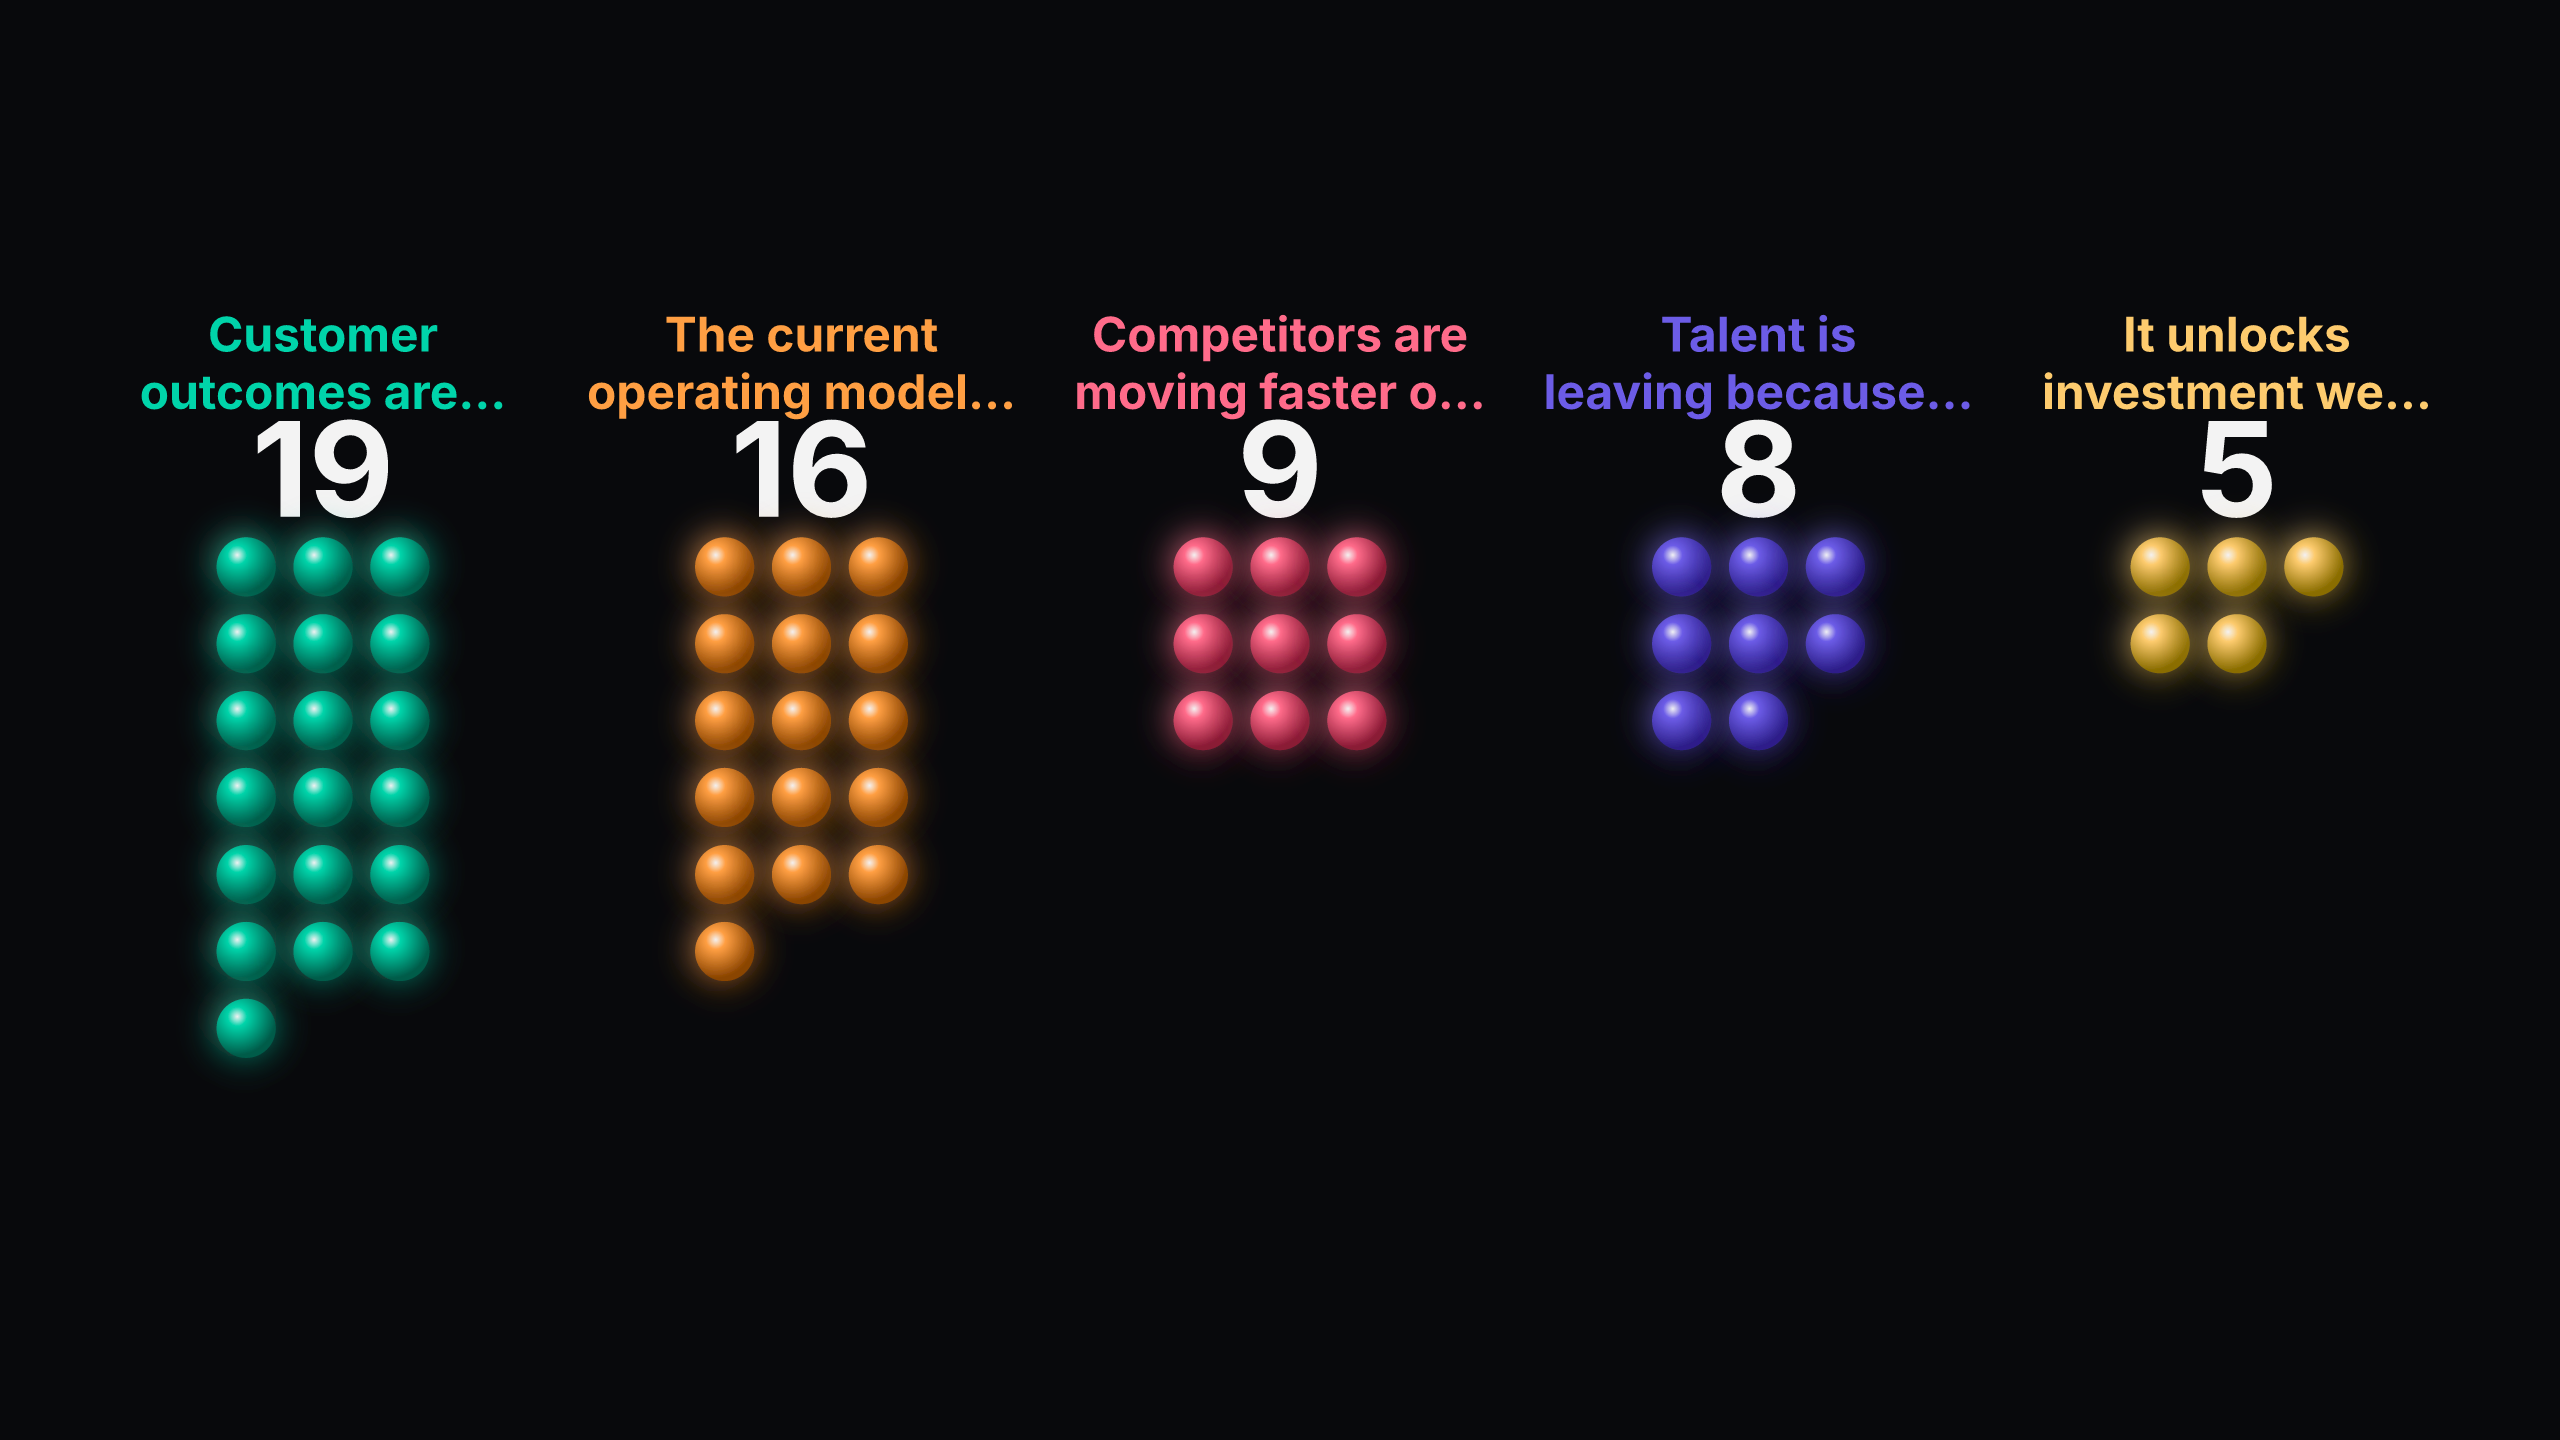 Customer
outcomes are…
19
The current
operating model…
16
Competitors are
moving faster o…
9
Talent is
leaving because…
8
It unlocks
investment we…
5